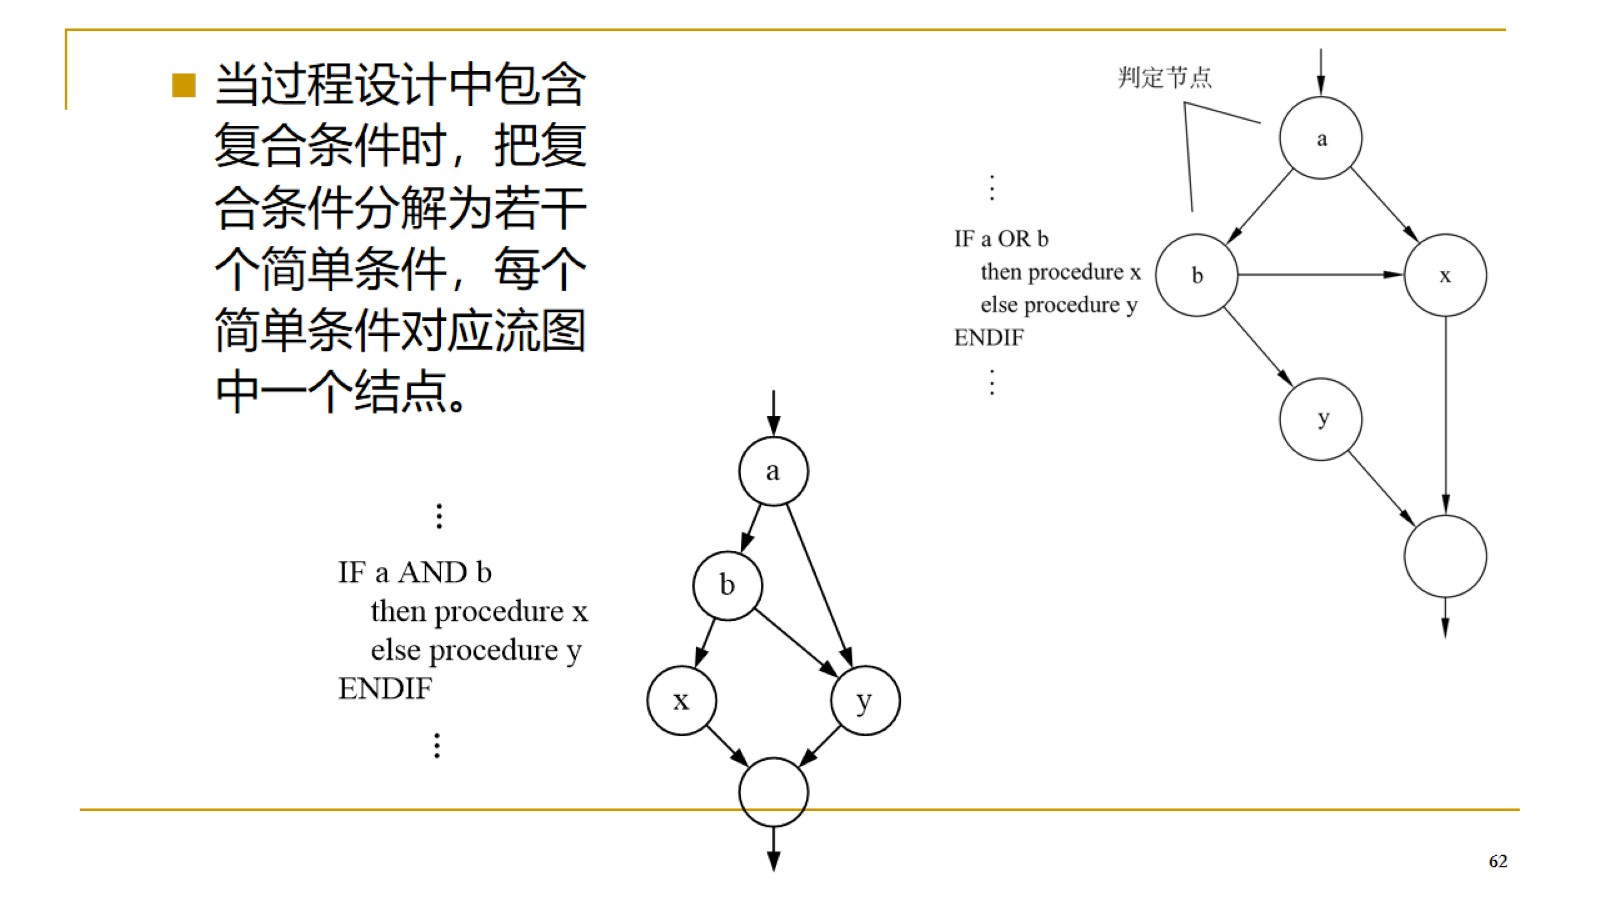 当过程设计中包含
复合条件时，把复
合条件分解为若干
个简单条件，每个
简单条件对应流图
中一个结点。
判定节点
a
⋮
IF a OR b
then procedure x
else procedure y
ENDIF
⋮
b
x
y
⋮
IF a AND b
then procedure x
else procedure y
ENDIF
⋮
a
b
x
y
62